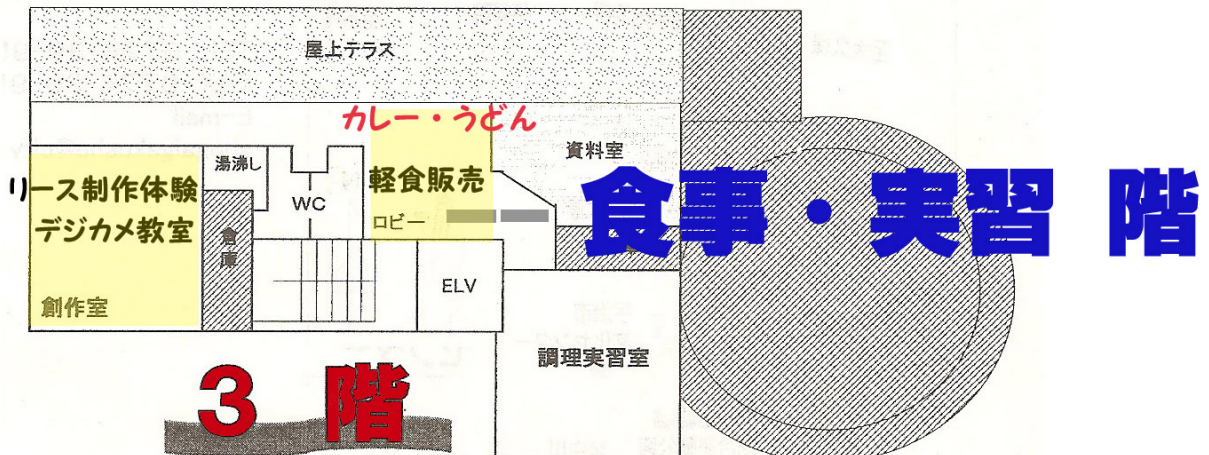 屋上テラス
カレー・うどん
資料室
湯沸し
軽食販売
リース制作体験
デジカメ教室
WC
ロビー
倉庫
食事・実習 階
ELV
創作室
調理実習室
3 階